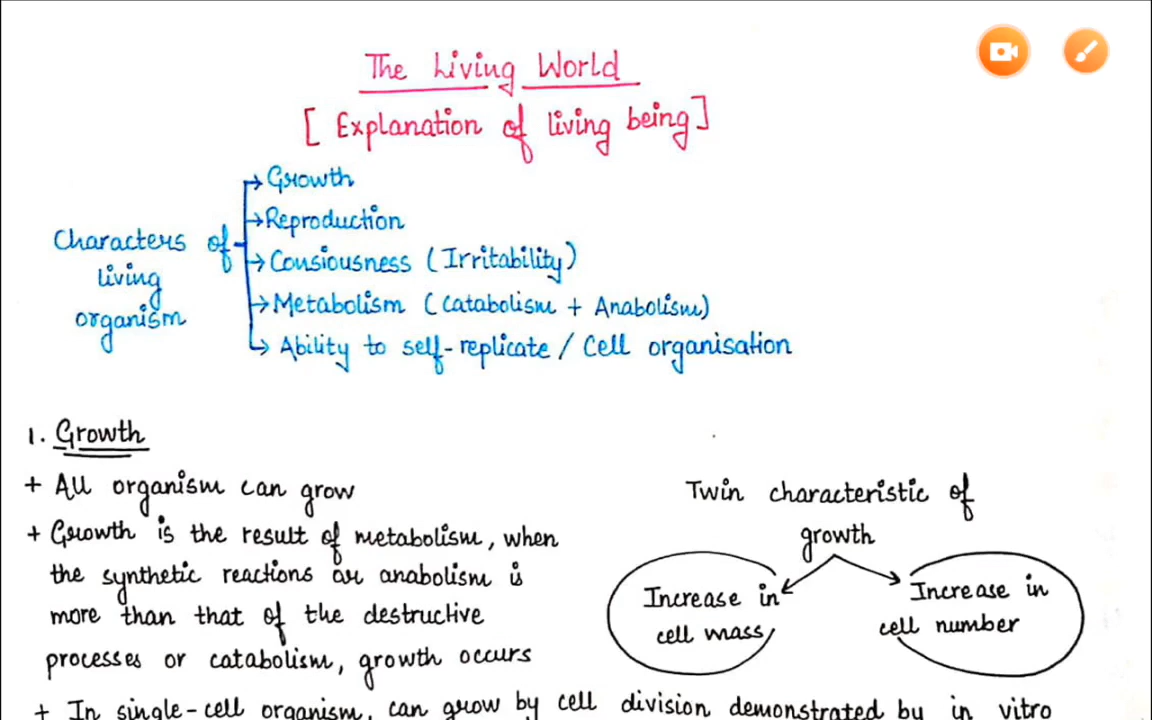 The Living World
[ Explanation of living being]
Characters of living organism
→ Growth
→ Reproduction
→ Consiousness (Irritability)
→ Metabolism (Catabolism + Anabolism)
→ Ability to self-replicate / Cell organisation
1. Growth
+ All organism can grow
+ Growth is the result of metabolism, when
the synthetic reactions or anabolism is
more than that of the destructive
processes or catabolism, growth occurs
Twin characteristic of
growth
Increase in
cell mass
Increase in
cell number
+ In single-cell organism, can grow by cell division demonstrated by in vitro